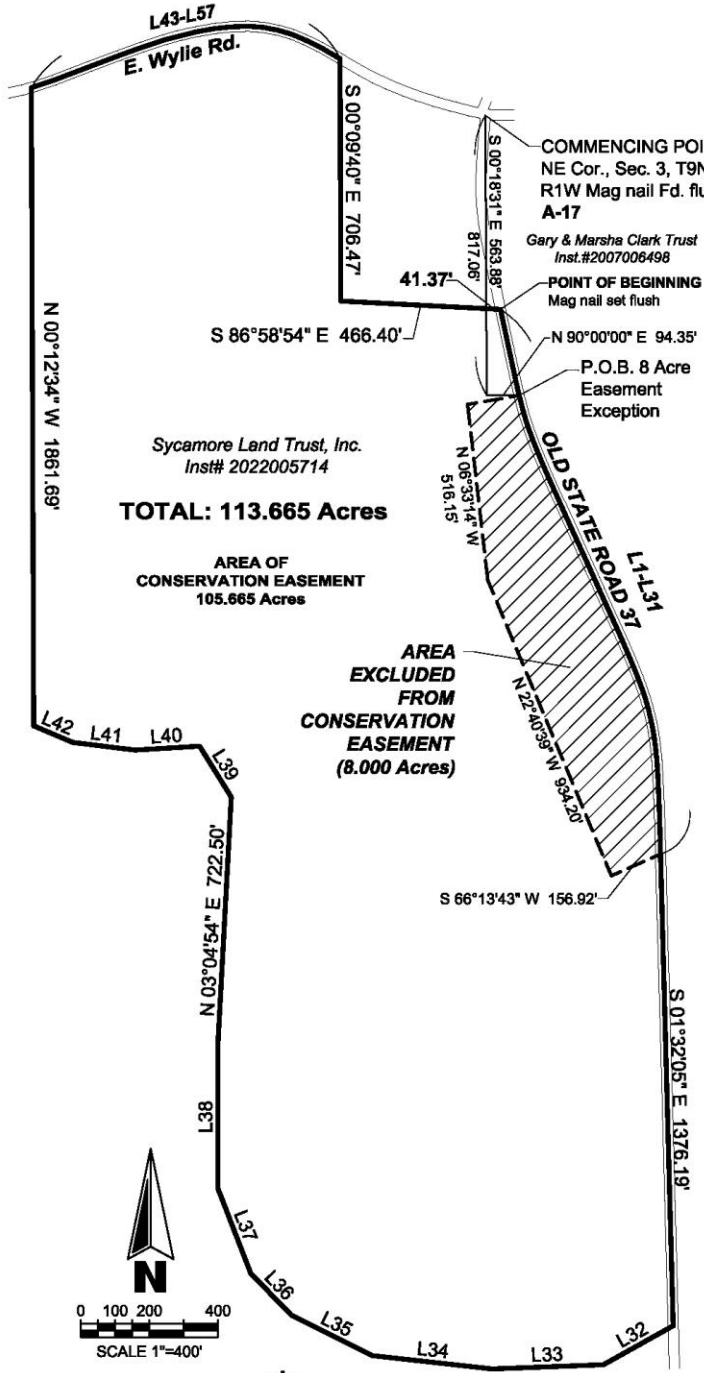 L43-L57
E. Wylie Rd.
S 00°09'40" E 706.47'
S 00°18'31" E 563.88'
817.06'
NE Cor., Sec. 3, T9N
R1W Mag nail Fd.
COMMENCING
A-17
Gary & Marsha Clark Trust
Inst.#2007006498
41.37'
POINT OF BEGINNING
Mag nail set flush
S 86°58'54" E 466.40'
N 90°00'00" E 94.35'
P.O.B. 8 Acre
Easement
Exception
N 00°12'34" W 1861.69'
Sycamore Land Trust, Inc.
Inst# 2022005714
TOTAL: 113.665 Acres
AREA OF
CONSERVATION EASEMENT
105.665 Acres
N 06°33'14" W
516.15'
OLD STATE ROAD 37
L1-L31
AREA
EXCLUDED
FROM
CONSERVATION
EASEMENT
(8.000 Acres)
N 22°40'39" W 934.20'
L42
L41
L40
L39
S 66°13'43" W 156.92'
N 03°04'54" E 722.50'
S 01°32'05" E 1376.19'
L38
L37
L36
L35
L34
L33
L32
N
0 100 200 400
SCALE 1"=400'